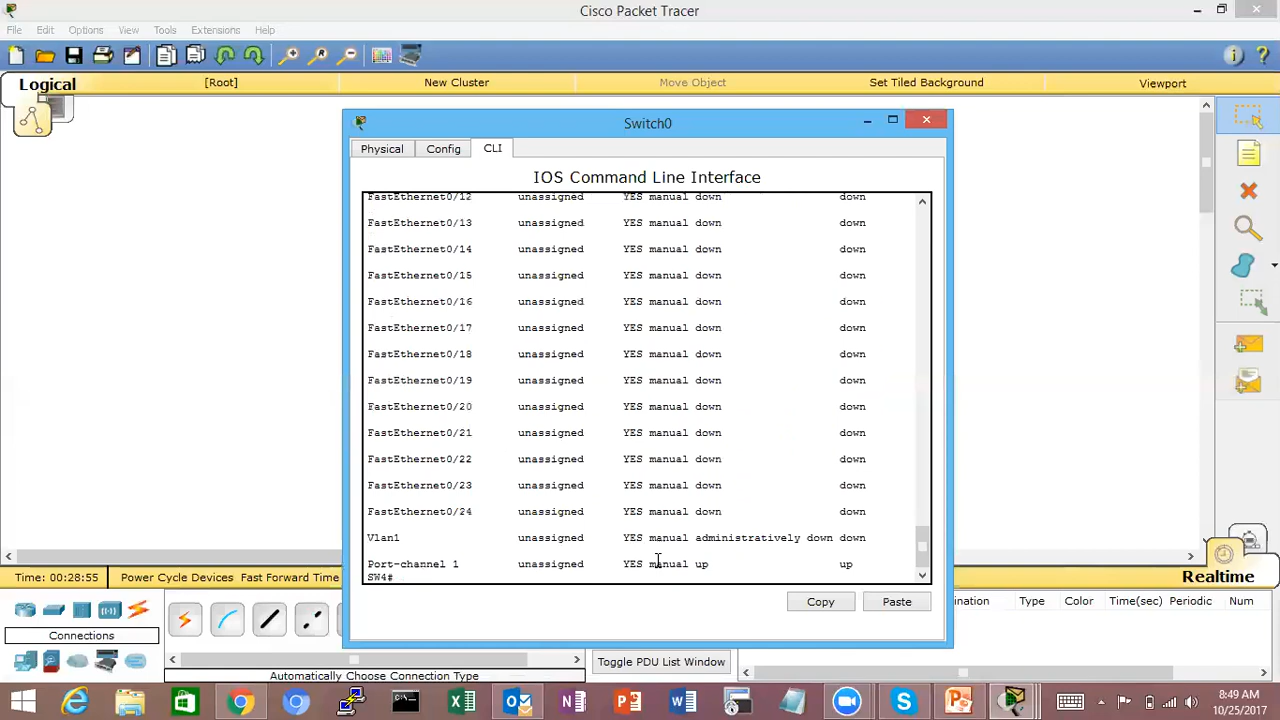 Cisco Packet Tracer
File Edit Options View Tools Extensions Help
Logical [Root] New Cluster Move Object Set Tiled Background Viewport
Switch0
Physical Config CLI
IOS Command Line Interface
FastEthernet0/12 unassigned YES manual down down
FastEthernet0/13 unassigned YES manual down down
FastEthernet0/14 unassigned YES manual down down
FastEthernet0/15 unassigned YES manual down down
FastEthernet0/16 unassigned YES manual down down
FastEthernet0/17 unassigned YES manual down down
FastEthernet0/18 unassigned YES manual down down
FastEthernet0/19 unassigned YES manual down down
FastEthernet0/20 unassigned YES manual down down
FastEthernet0/21 unassigned YES manual down down
FastEthernet0/22 unassigned YES manual down down
FastEthernet0/23 unassigned YES manual down down
FastEthernet0/24 unassigned YES manual down down
Vlan1 unassigned YES manual administratively down down
Port-channel 1 unassigned YES manual up up
SW4#
Copy Paste
Time: 00:28:55 Power Cycle Devices Fast Forward Time Realtime
ination Type Color Time(sec) Periodic Num
Connections
Toggle PDU List Window
Automatically Choose Connection Type
8:49 AM
10/25/2017